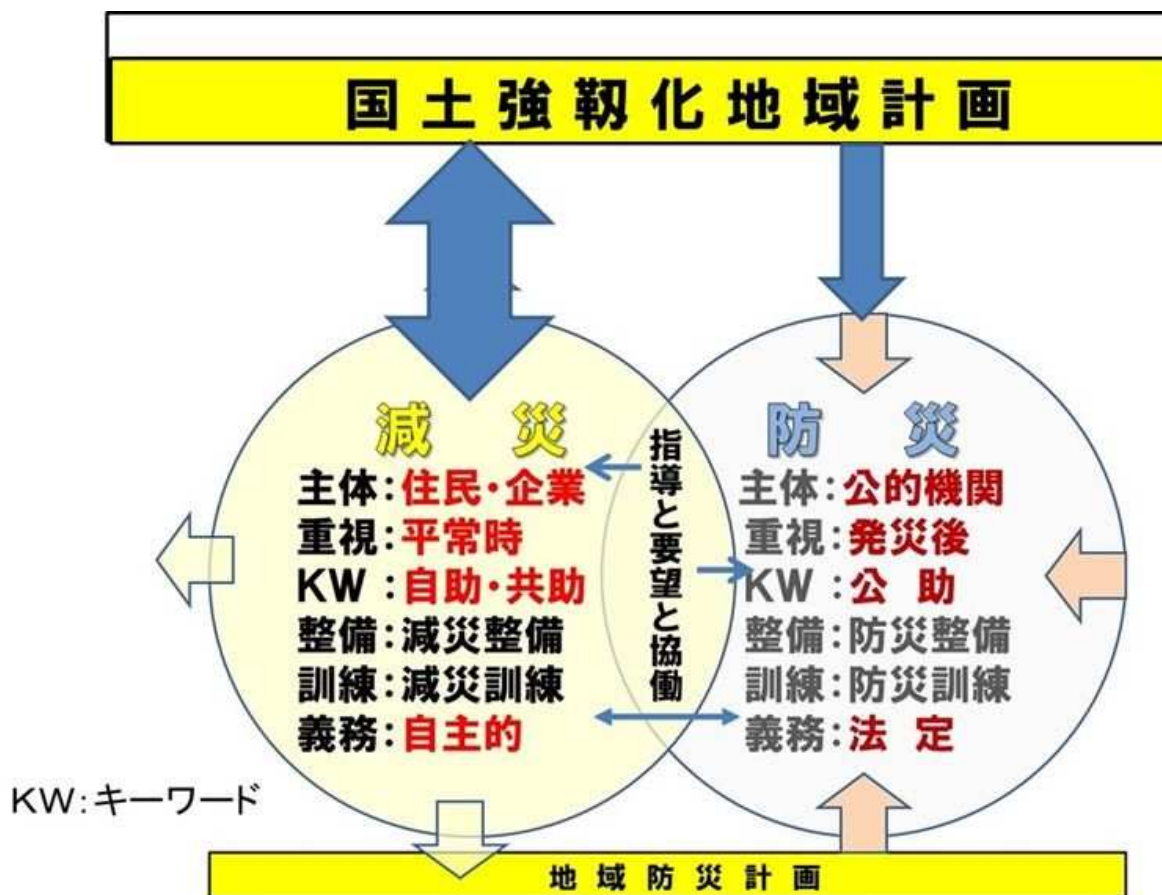 国土強靱化地域計画
減 災
主体:住民・企業
重視:平常時
KW :自助・共助
整備:減災整備
訓練:減災訓練
義務:自主的
指導と要望と協働
防 災
主体:公的機関
重視:発災後
KW :公 助
整備:防災整備
訓練:防災訓練
義務:法 定
KW:キーワード
地域防災計画